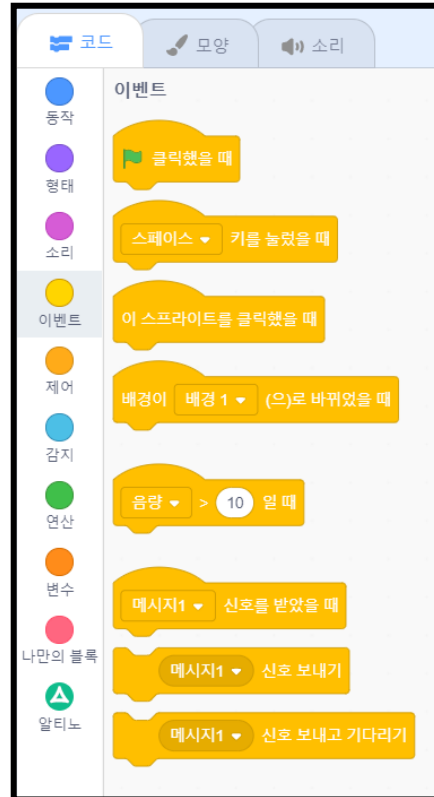 코드 모양 소리
동작
형태
소리
이벤트
제어
감지
연산
변수
나만의 블록
알티노
이벤트
클릭했을 때
스페이스 키를 눌렀을 때
이 스프라이트를 클릭했을 때
배경이 배경 1 (으)로 바뀌었을 때
음량 > 10 일 때
메시지1 신호를 받았을 때
메시지1 신호 보내기
메시지1 신호 보내고 기다리기